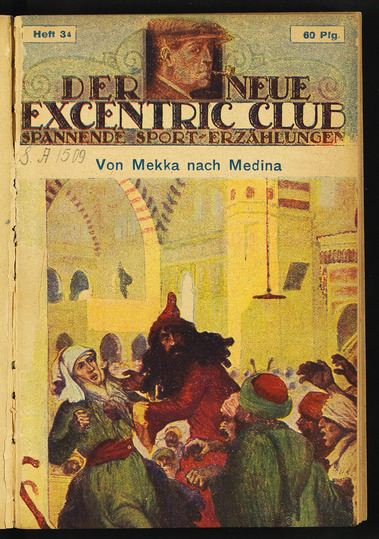 Heft 34
60 Pfg.
DER NEUE
EXCENTRIC CLUB
SPANNENDE SPORT-ERZÄHLUNGEN
S. A 1509
Von Mekka nach Medina